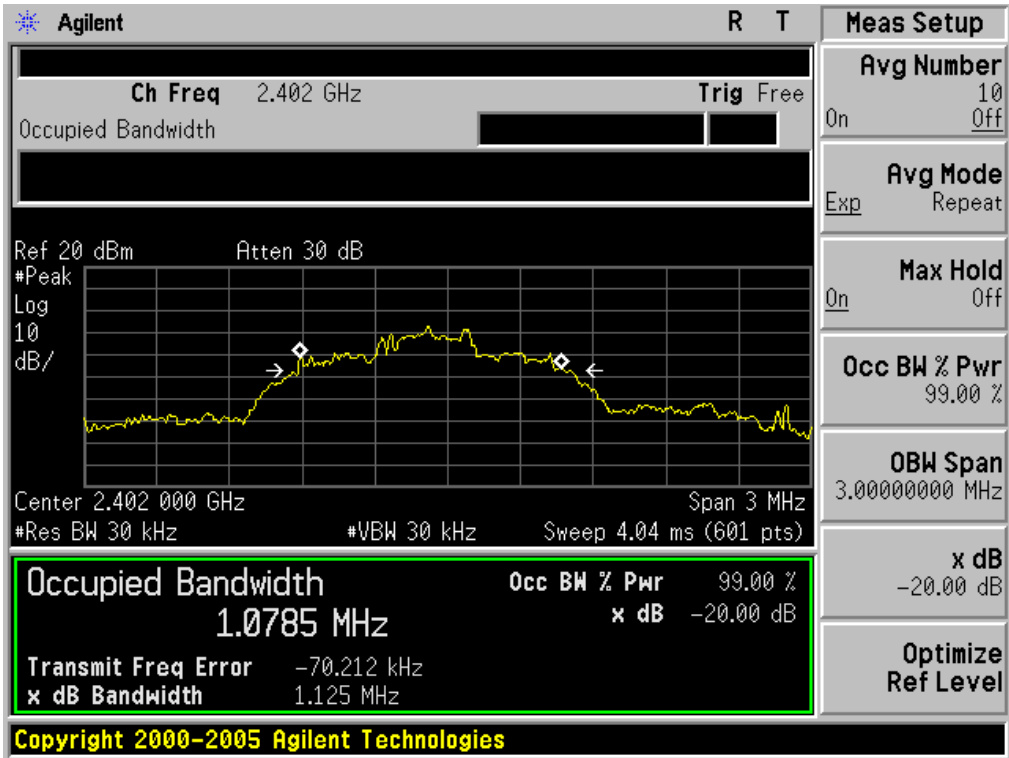 Agilent R T
Meas Setup
Ch Freq 2.402 GHz Trig Free
Occupied Bandwidth
Ref 20 dBm Atten 30 dB
#Peak
Log
10
dB/
Center 2.402 000 GHz Span 3 MHz
#Res BW 30 kHz #VBW 30 kHz Sweep 4.04 ms (601 pts)
Occupied Bandwidth
1.0785 MHz
Occ BW % Pwr 99.00 %
x dB -20.00 dB
Transmit Freq Error -70.212 kHz
x dB Bandwidth 1.125 MHz
Avg Number
10
On Off
Avg Mode
Exp Repeat
Max Hold
On Off
Occ BW % Pwr
99.00 %
OBW Span
3.00000000 MHz
x dB
-20.00 dB
Optimize
Ref Level
Copyright 2000-2005 Agilent Technologies